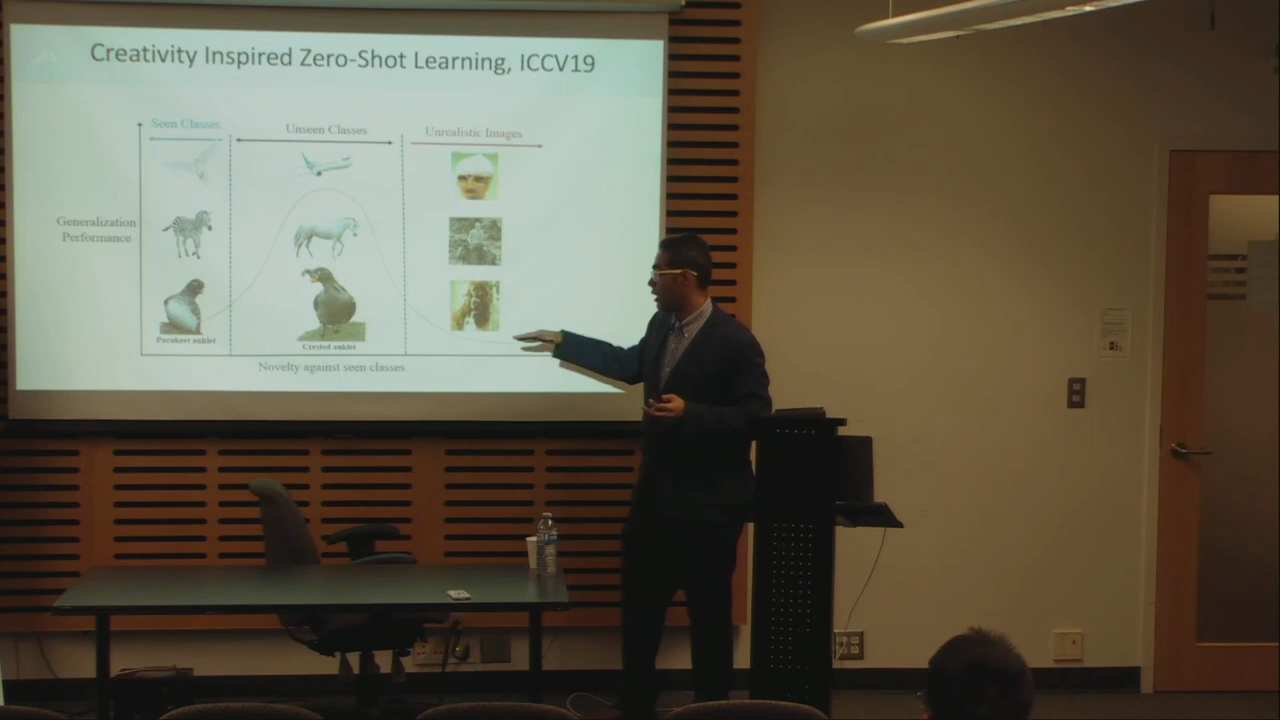 Creativity Inspired Zero-Shot Learning, ICCV19
Seen Classes
Unseen Classes
Unrealistic Images
Generalization
Performance
Parakeet auklet
Crested auklet
Novelty against seen classes